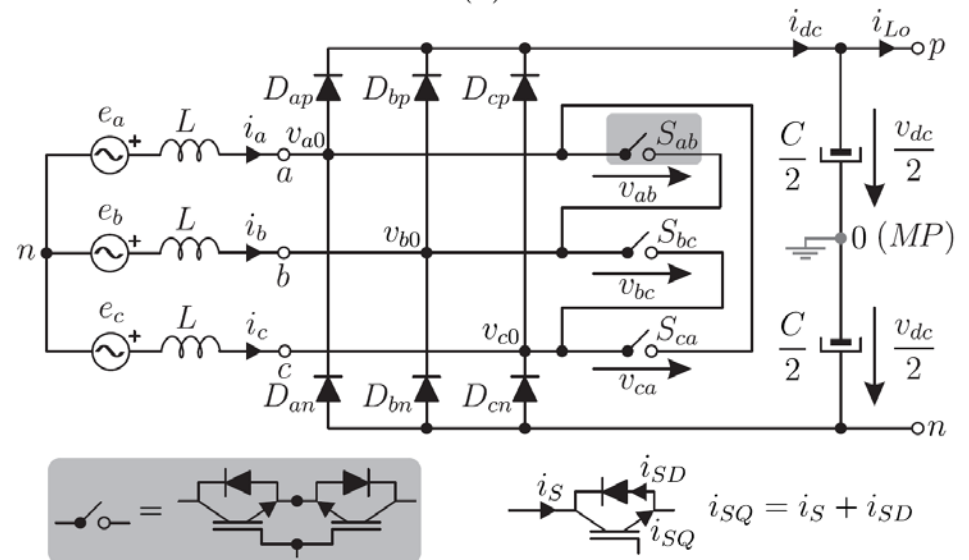 i_dc i_Lo
p
D_ap D_bp D_cp
e_a L i_a v_a0
+
a
S_ab
v_ab
C/2 v_dc/2
e_b L i_b v_b0
+
n
b
S_bc
v_bc
0 (MP)
e_c L i_c v_c0
+
c
S_ca
v_ca
C/2 v_dc/2
D_an D_bn D_cn
n
=
i_S i_SD
i_SQ
i_SQ = i_S + i_SD